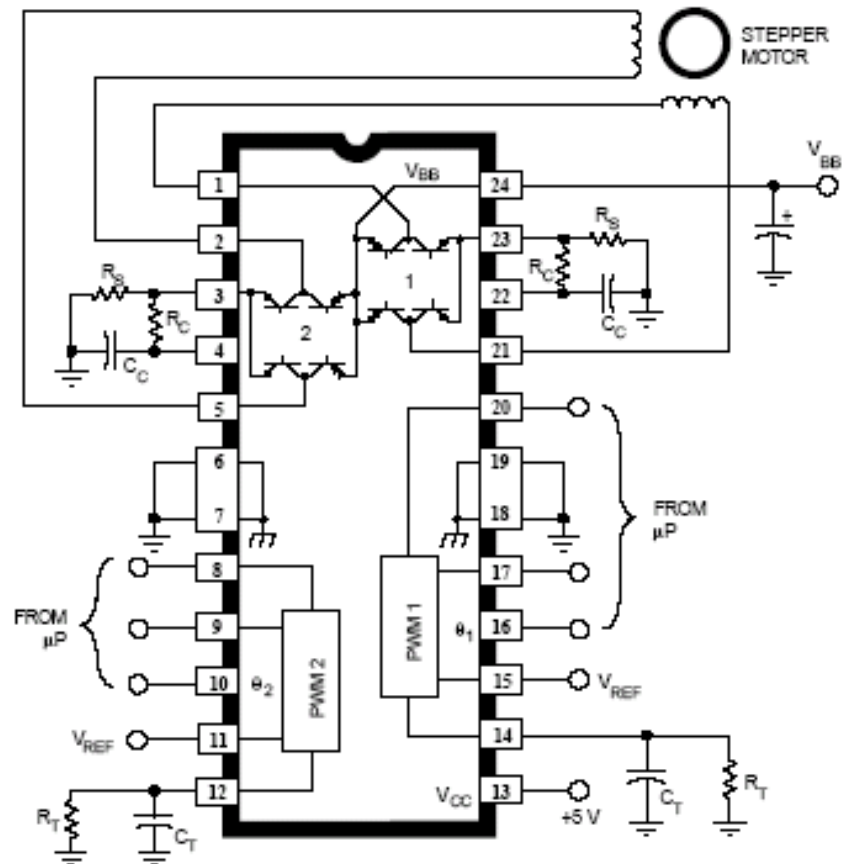 STEPPER
MOTOR
V_BB
V_BB
1
24
2
23
R_S
R_C
3
22
C_C
1
R_S
R_C
4
21
C_C
2
5
20
6
19
FROM
µP
7
18
8
17
FROM
µP
9
16
PWM 1
θ_1
10
15
V_REF
θ_2
PWM 2
V_REF
11
14
12
13
V_CC
+5 V
R_T
C_T
C_T
R_T
+